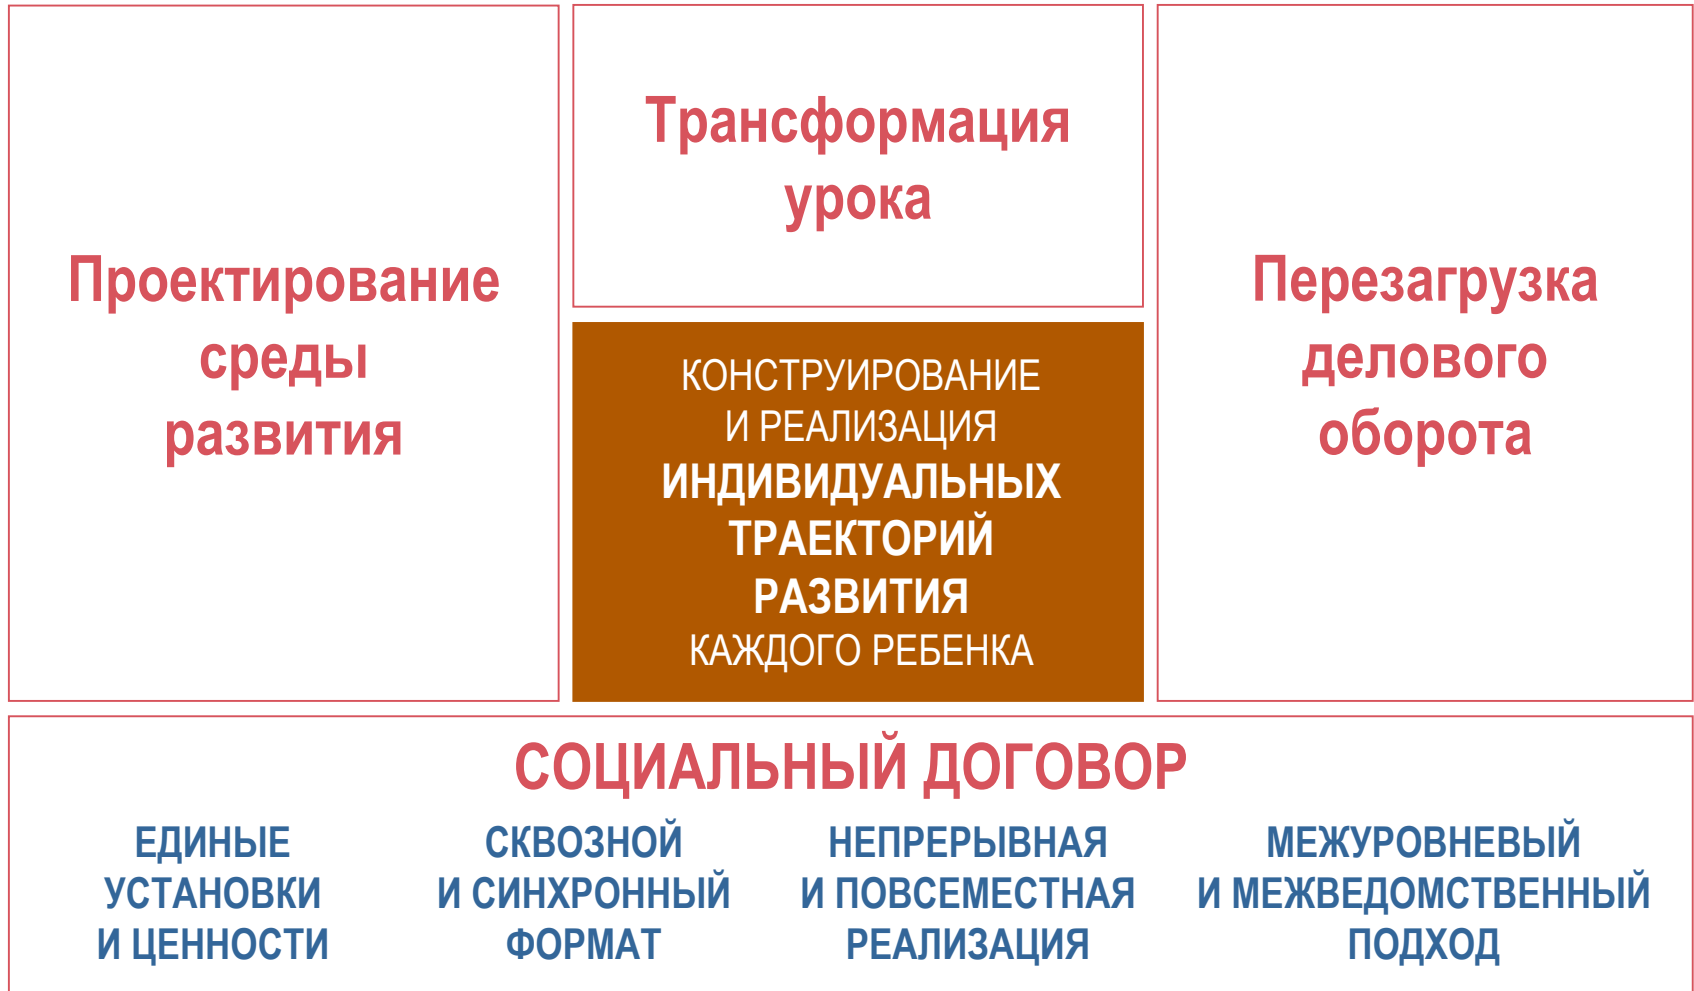 Проектирование
среды
развития
Трансформация
урока
КОНСТРУИРОВАНИЕ
И РЕАЛИЗАЦИЯ
ИНДИВИДУАЛЬНЫХ
ТРАЕКТОРИЙ
РАЗВИТИЯ
КАЖДОГО РЕБЕНКА
Перезагрузка
делового
оборота
СОЦИАЛЬНЫЙ ДОГОВОР
ЕДИНЫЕ
УСТАНОВКИ
И ЦЕННОСТИ
СКВОЗНОЙ
И СИНХРОННЫЙ
ФОРМАТ
НЕПРЕРЫВНАЯ
И ПОВСЕМЕСТНАЯ
РЕАЛИЗАЦИЯ
МЕЖУРОВНЕВЫЙ
И МЕЖВЕДОМСТВЕННЫЙ
ПОДХОД